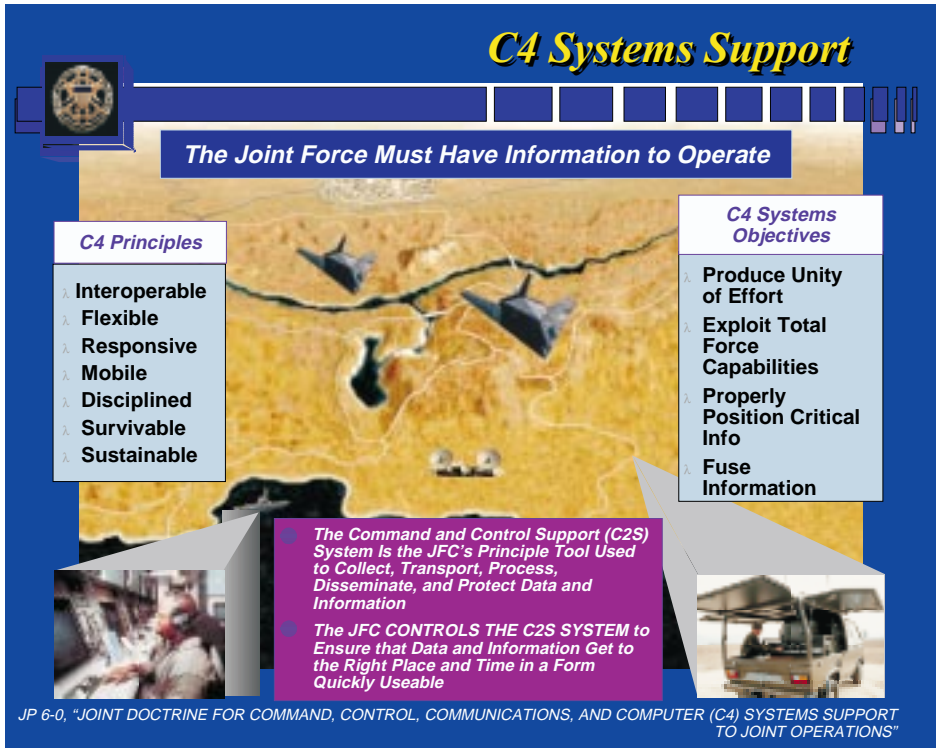 C4 Systems Support
The Joint Force Must Have Information to Operate
C4 Principles
λ Interoperable
λ Flexible
λ Responsive
λ Mobile
λ Disciplined
λ Survivable
λ Sustainable
C4 Systems
Objectives
λ Produce Unity
of Effort
λ Exploit Total
Force
Capabilities
λ Properly
Position Critical
Info
λ Fuse
Information
The Command and Control Support (C2S)
System Is the JFC's Principle Tool Used
to Collect, Transport, Process,
Disseminate, and Protect Data and
Information
The JFC CONTROLS THE C2S SYSTEM to
Ensure that Data and Information Get to
the Right Place and Time in a Form
Quickly Useable
JP 6-0, “JOINT DOCTRINE FOR COMMAND, CONTROL, COMMUNICATIONS, AND COMPUTER (C4) SYSTEMS SUPPORT
TO JOINT OPERATIONS”